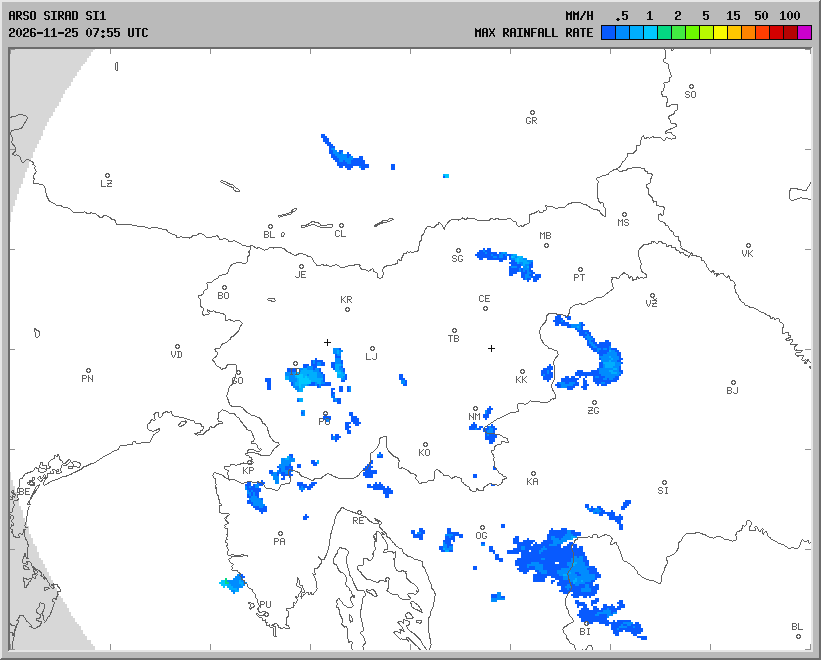 ARSO SIRAD SI1
2026-11-25 07:55 UTC
MM/H .5 1 2 5 15 50 100
MAX RAINFALL RATE
SO
GR
LZ
MS
BL CL
MB
VK
SG
JE
PT
BO
VŽ
KR
CE
TB
VD
LJ
GO
PN
KK
BJ
ZG
NM
PO
KO
KP
KA
BE
SI
RE
OG
PA
PU
BI
BL